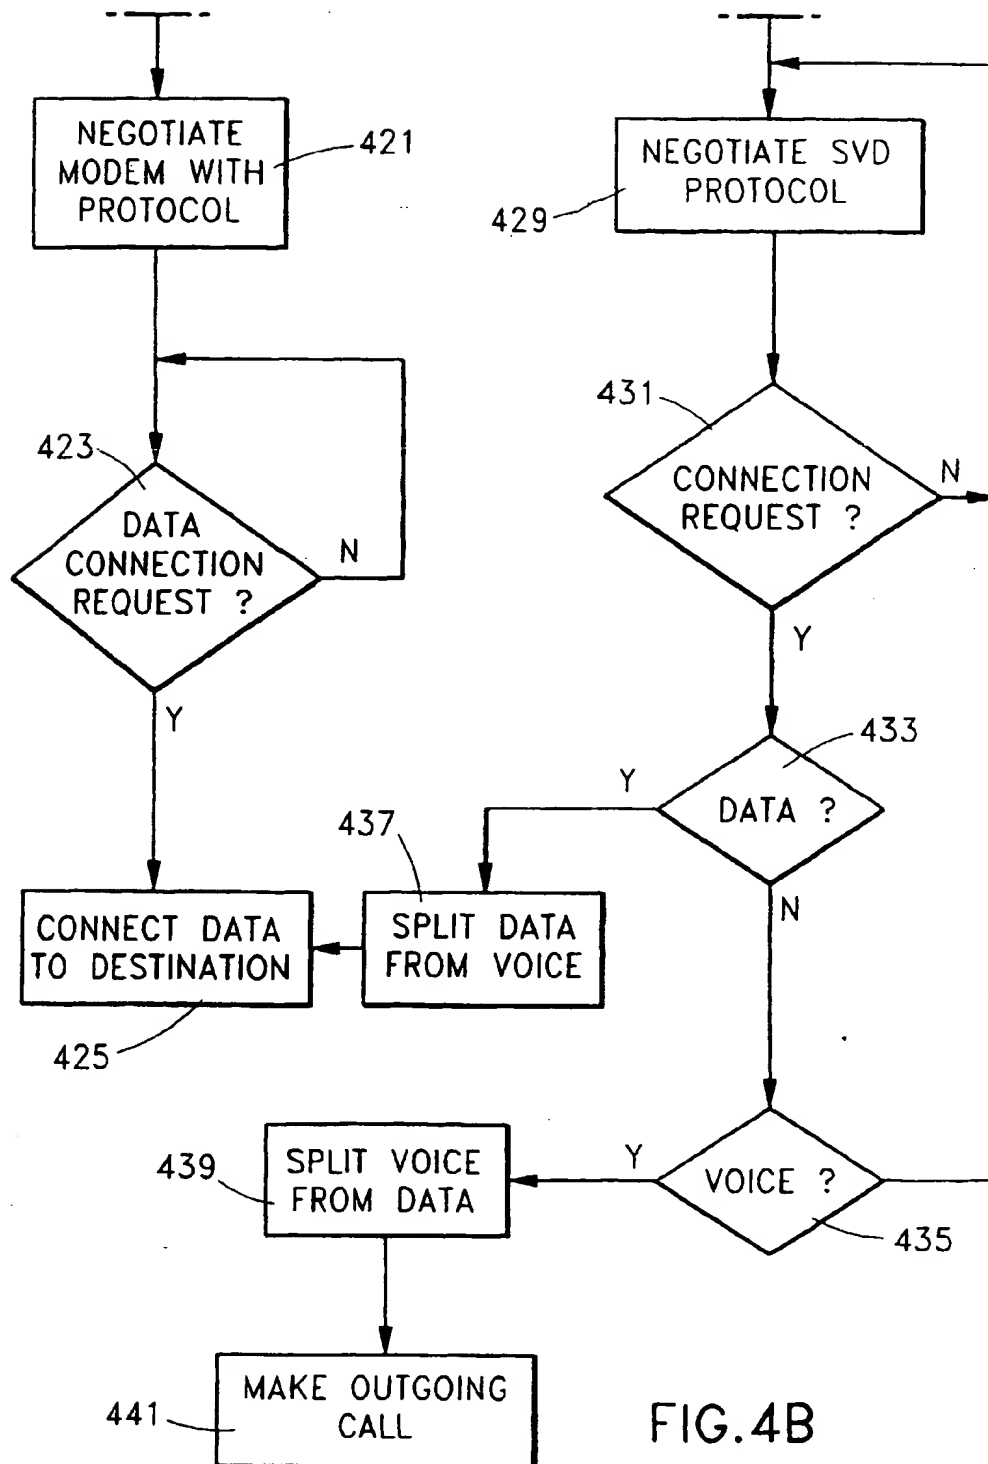 NEGOTIATE
MODEM WITH
PROTOCOL
421
NEGOTIATE SVD
PROTOCOL
429
431
CONNECTION
REQUEST ?
N
Y
423
DATA
CONNECTION
REQUEST ?
N
Y
433
DATA ?
Y
N
437
SPLIT DATA
FROM VOICE
CONNECT DATA
TO DESTINATION
425
439
SPLIT VOICE
FROM DATA
Y
VOICE ?
435
MAKE OUTGOING
CALL
441
FIG.4B